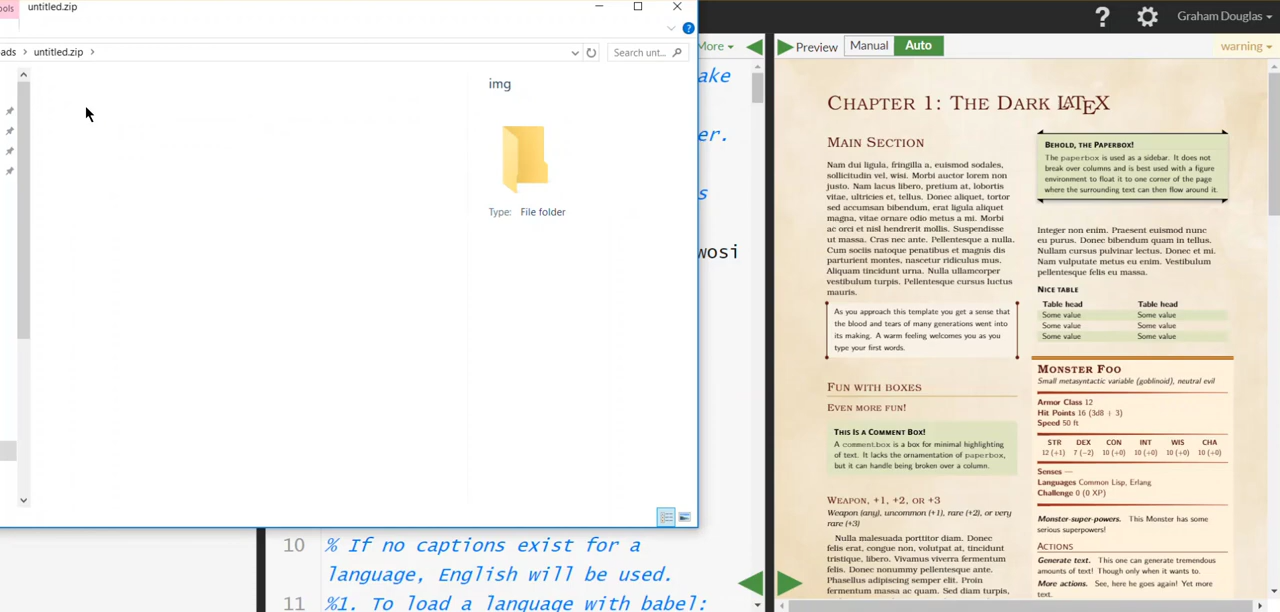 ools
untitled.zip
ads > untitled.zip >
Search unt...
img
Type: File folder
Graham Douglas
More
Preview
Manual
Auto
warning
ake
er.
s
wosi
10 % If no captions exist for a
language, English will be used.
11 %1. To load a language with babel:
Chapter 1: The Dark LATEX
Main Section
Nam dui ligula, fringilla a, euismod sodales,
sollicitudin vel, wisi. Morbi auctor lorem non
justo. Nam lacus libero, pretium at, lobortis
vitae, ultricies et, tellus. Donec aliquet, tortor
sed accumsan bibendum, erat ligula aliquet
magna, vitae ornare odio metus a mi. Morbi
ac orci et nisl hendrerit mollis. Suspendisse
ut massa. Cras nec ante. Pellentesque a nulla.
Cum sociis natoque penatibus et magnis dis
parturient montes, nascetur ridiculus mus.
Aliquam tincidunt urna. Nulla ullamcorper
vestibulum turpis. Pellentesque cursus luctus
mauris.
As you approach this template you get a sense that
the blood and tears of many generations went into
its making. A warm feeling welcomes you as you
type your first words.
Fun with boxes
Even more fun!
This Is a Comment Box!
A commentbox is a box for minimal highlighting
of text. It lacks the ornamentation of paperbox,
but it can handle being broken over a column.
Weapon, +1, +2, or +3
Weapon (any), uncommon (+1), rare (+2), or very
rare (+3)
Nulla malesuada porttitor diam. Donec
felis erat, congue non, volutpat at, tincidunt
tristique, libero. Vivamus viverra fermentum
felis. Donec nonummy pellentesque ante.
Phasellus adipiscing semper elit. Proin
fermentum massa ac quam. Sed diam turpis,
Behold, the Paperbox!
The paperbox is used as a sidebar. It does not
break over columns and is best used with a figure
environment to float it to one corner of the page
where the surrounding text can then flow around it.
Integer non enim. Praesent euismod nunc
eu purus. Donec bibendum quam in tellus.
Nullam cursus pulvinar lectus. Donec et mi.
Nam vulputate metus eu enim. Vestibulum
pellentesque felis eu massa.
Nice table
Table head Table head
Some value Some value
Some value Some value
Some value Some value
Monster Foo
Small metasyntactic variable (goblinoid), neutral evil
Armor Class 12
Hit Points 16 (3d8 + 3)
Speed 50 ft
STR DEX CON INT WIS CHA
12 (+1) 7 (−2) 10 (+0) 10 (+0) 10 (+0) 10 (+0)
Senses —
Languages Common Lisp, Erlang
Challenge 0 (0 XP)
Monster-super-powers. This Monster has some
serious superpowers!
Actions
Generate text. This one can generate tremendous
amounts of text! Though only when it wants to.
More actions. See, here he goes again! Yet more
text.